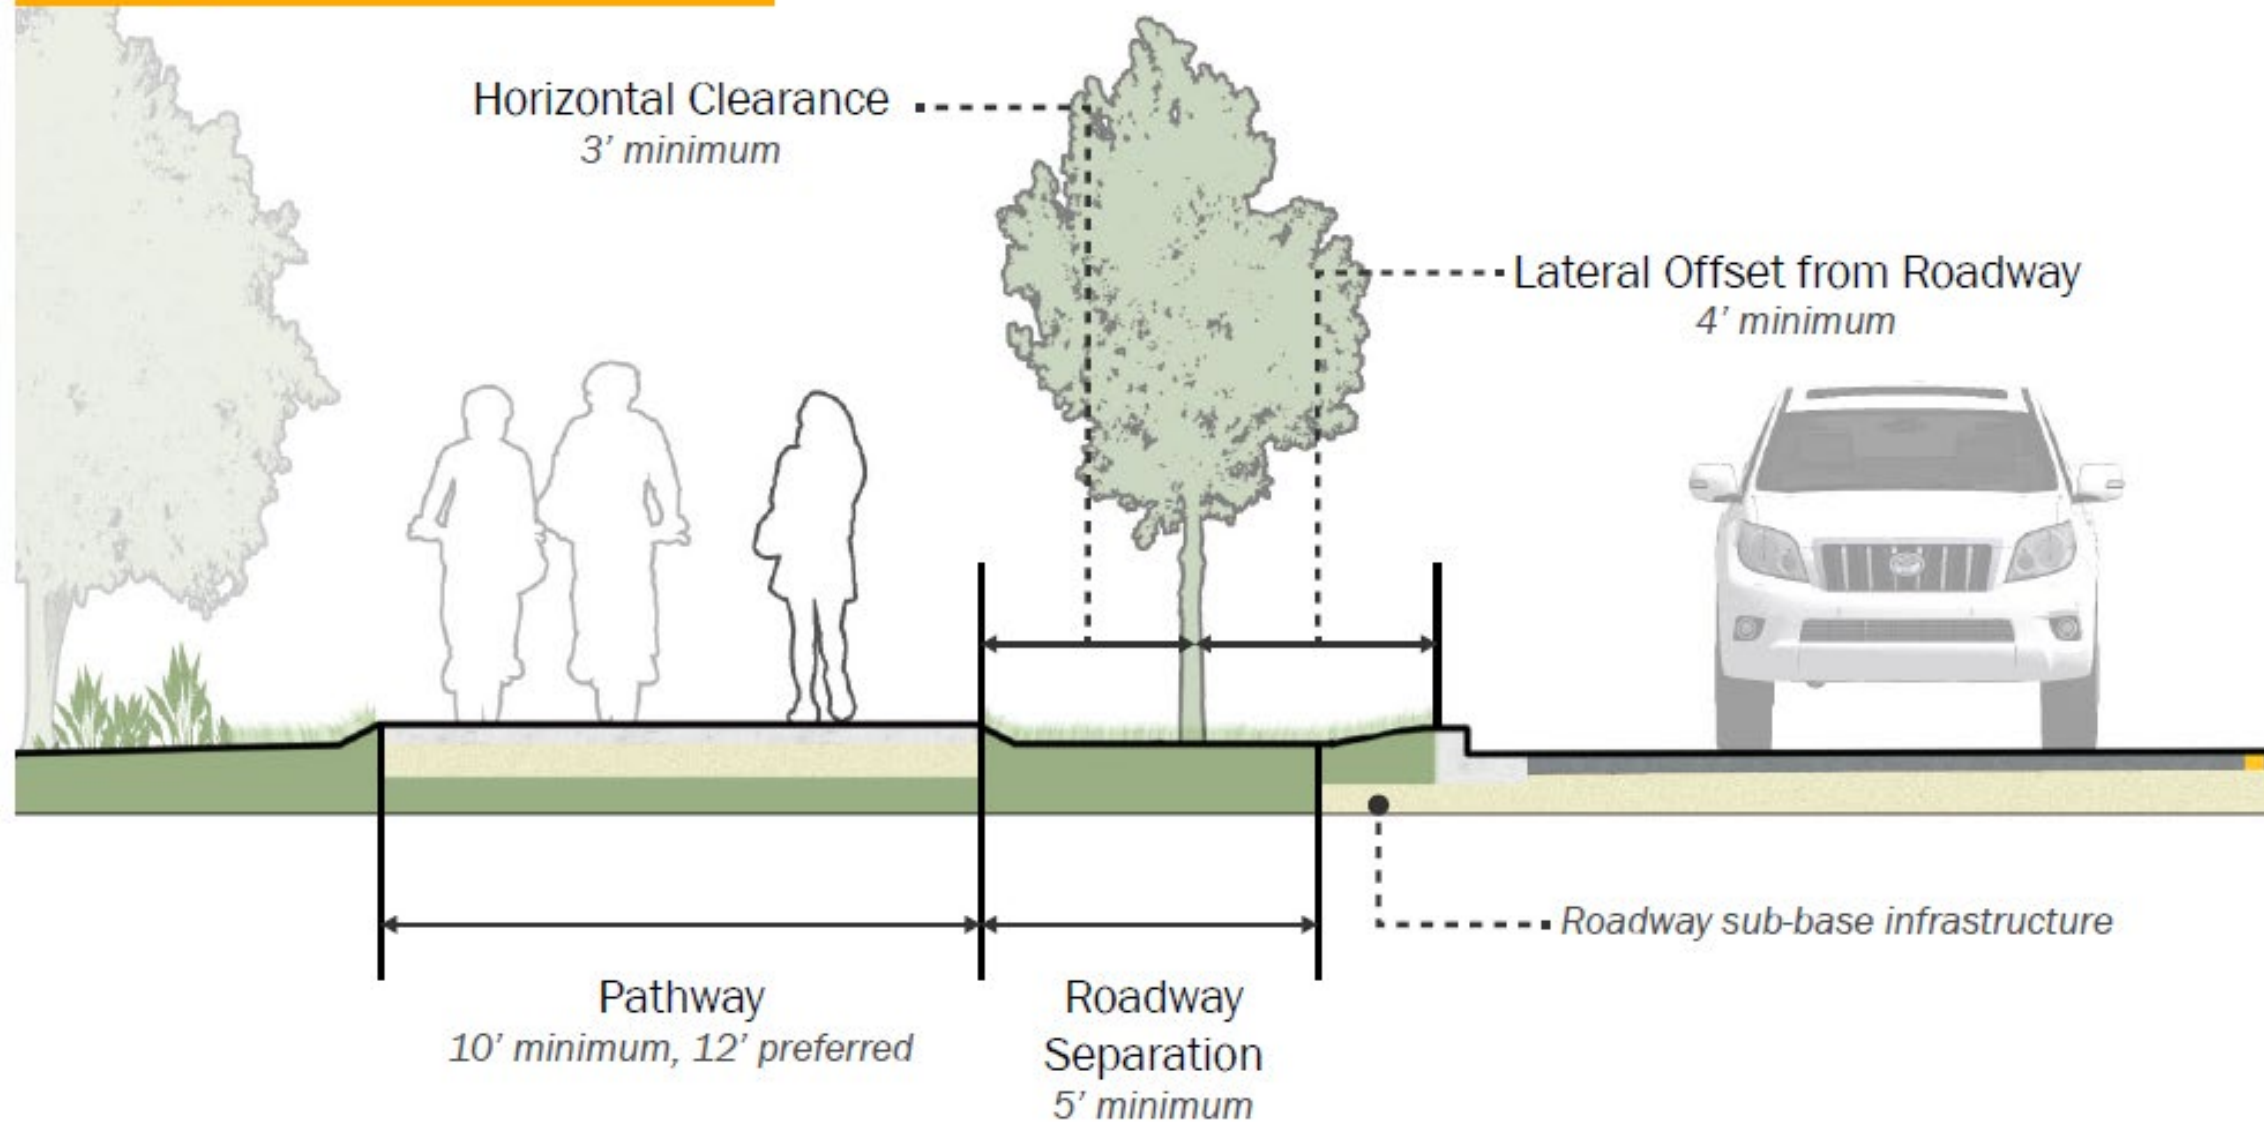 Horizontal Clearance
3’ minimum
Lateral Offset from Roadway
4’ minimum
Roadway sub-base infrastructure
Pathway
10’ minimum, 12’ preferred
Roadway
Separation
5’ minimum